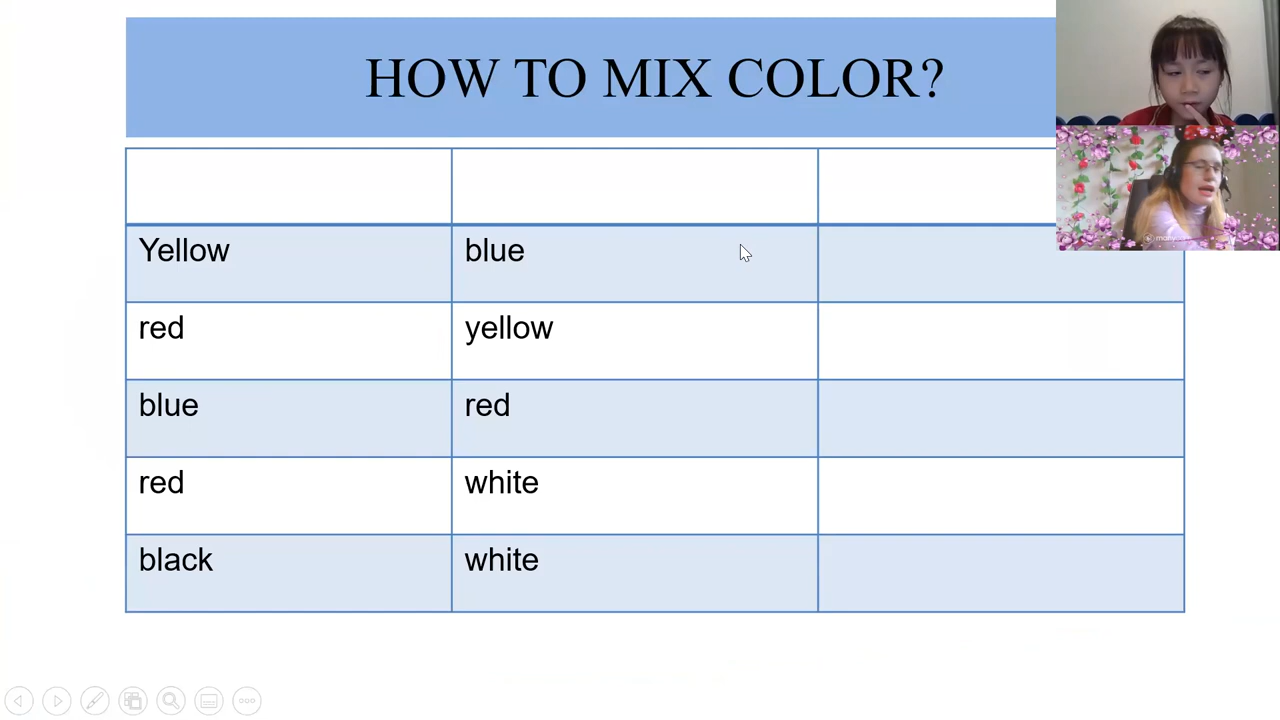 HOW TO MIX COLOR?
Yellow blue
red yellow
blue red
red white
black white